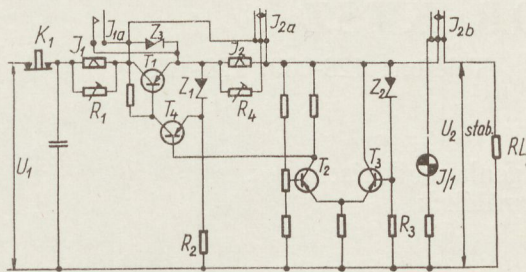 K1
J1
J1a
Z3
J2a
J2b
T1
J2
R1
Z1
R4
T4
Z2
U2 stab.
U1
T2
T3
J/1
RL
R2
R3